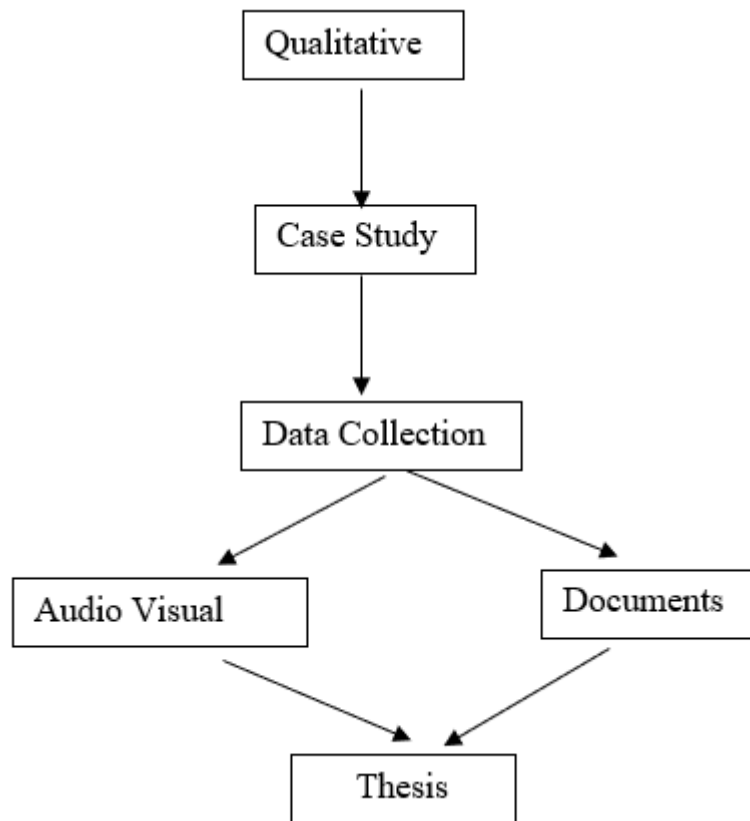 Qualitative
Case Study
Data Collection
Audio Visual
Documents
Thesis